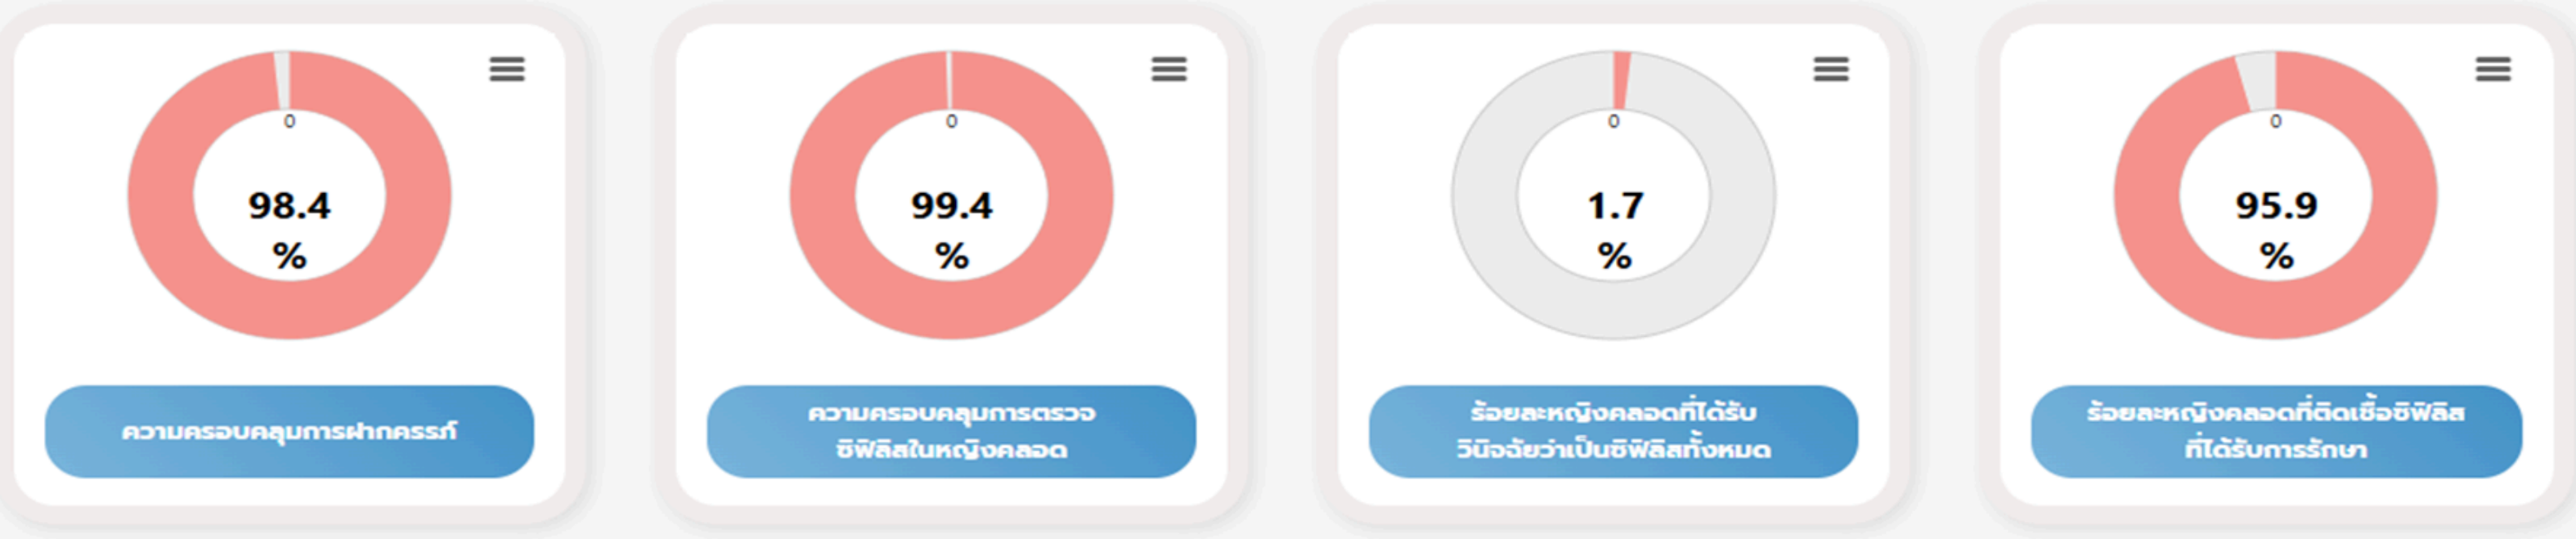 0
98.4
%
ความครอบคลุมการฝากครรภ์
0
99.4
%
ความครอบคลุมการตรวจ
ซิฟิลิสในหญิงคลอด
0
1.7
%
ร้อยละหญิงคลอดที่ได้รับ
วินิจฉัยว่าเป็นซิฟิลิสทั้งหมด
0
95.9
%
ร้อยละหญิงคลอดที่ติดเชื้อซิฟิลิส
ที่ได้รับการรักษา